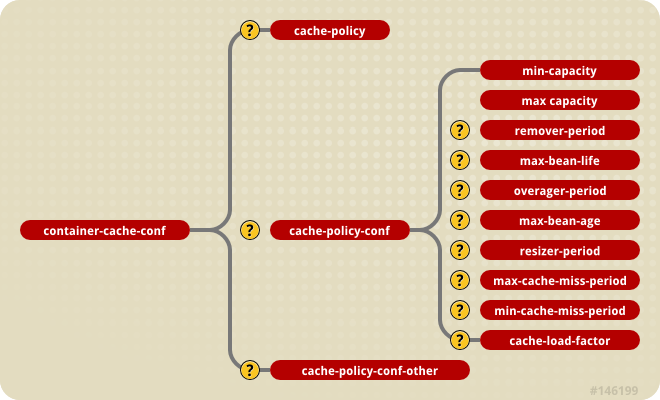 ?
cache-policy
min-capacity
max capacity
? remover-period
? max-bean-life
? overager-period
? max-bean-age
container-cache-conf ? cache-policy-conf
? resizer-period
? max-cache-miss-period
? min-cache-miss-period
? cache-load-factor
? cache-policy-conf-other
#146199